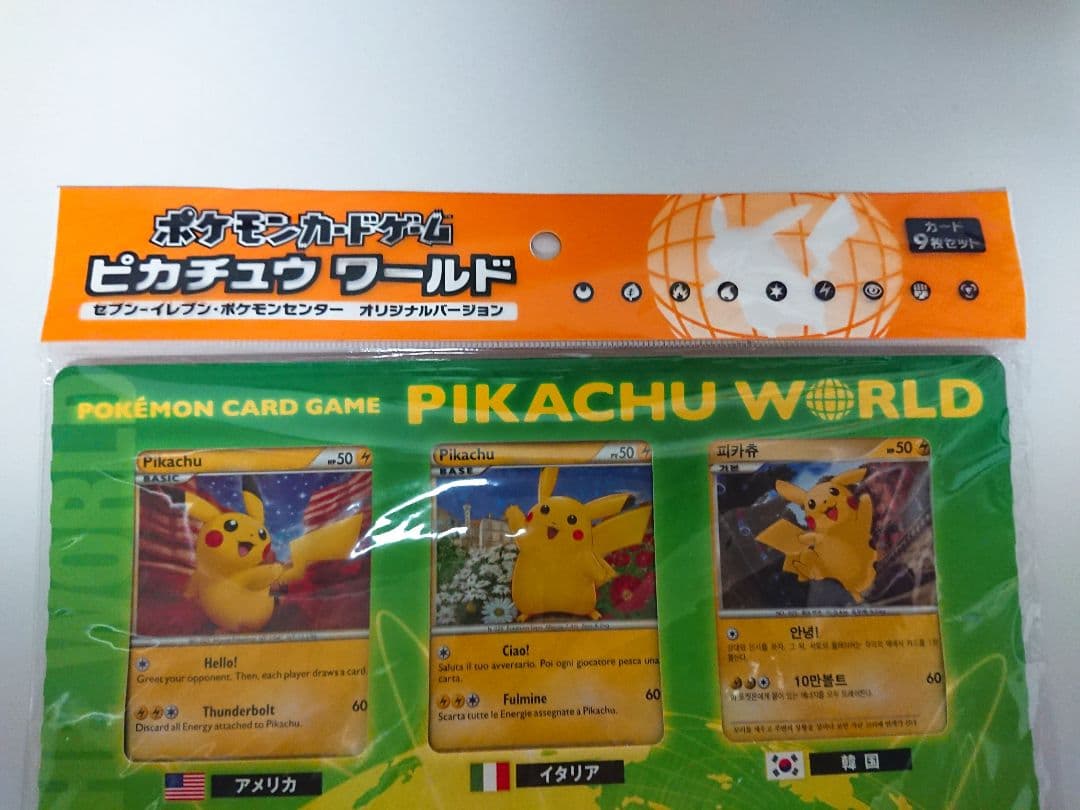 ポケモンカードゲーム
ピカチュウ ワールド
セブン-イレブン・ポケモンセンター オリジナルバージョン
カード
9枚セット
POKÉMON CARD GAME
PIKACHU WORLD
Pikachu HP50
BASIC
Hello!
Greet your opponent. Then, each player draws a card.
Thunderbolt 60
Discard all Energy attached to Pikachu.
アメリカ
Pikachu PV50
BASE
Ciao!
Saluta il tuo avversario. Poi ogni giocatore pesca una
carta.
Fulmine 60
Scarta tutte le Energie assegnate a Pikachu.
イタリア
피카츄 HP50
기본
안녕!
10만볼트 60
韓国